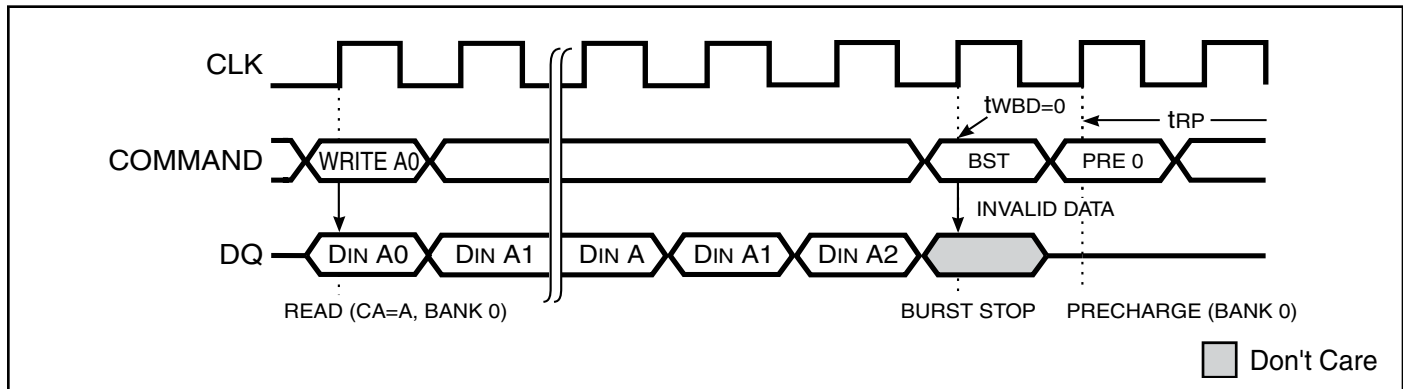 CLK
tWBD=0
tRP
COMMAND
WRITE A0
BST
PRE 0
INVALID DATA
DQ
DIN A0
DIN A1
DIN A
DIN A1
DIN A2
READ (CA=A, BANK 0)
BURST STOP
PRECHARGE (BANK 0)
Don't Care